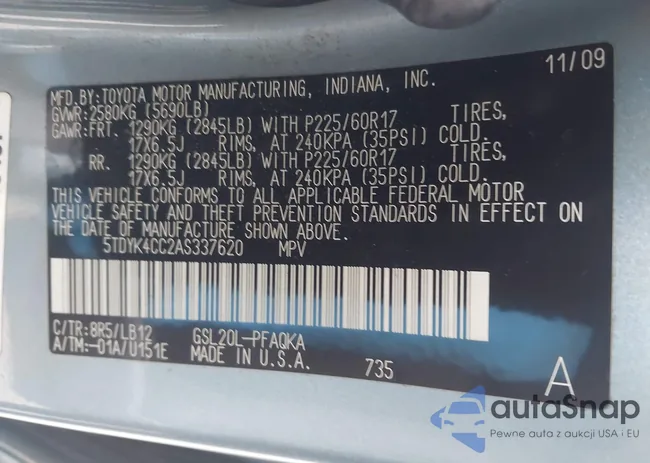 11/09
MFD.BY:TOYOTA MOTOR MANUFACTURING, INDIANA, INC.
GVWR:2580KG (5690LB)
GAWR:FRT. 1290KG (2845LB) WITH P225/60R17 TIRES,
17X6.5J RIMS, AT 240KPA (35PSI) COLD.
RR. 1290KG (2845LB) WITH P225/60R17 TIRES,
17X6.5J RIMS, AT 240KPA (35PSI) COLD.
THIS VEHICLE CONFORMS TO ALL APPLICABLE FEDERAL MOTOR
VEHICLE SAFETY AND THEFT PREVENTION STANDARDS IN EFFECT ON
THE DATE OF MANUFACTURE SHOWN ABOVE.
5TDYK4CC2AS337620 MPV
C/TR:8R5/LB12 GSL20L-PFAQKA
A/TM:-01A/U151E MADE IN U.S.A. 735 A
autaSnap
Pewne auta z aukcji USA i EU